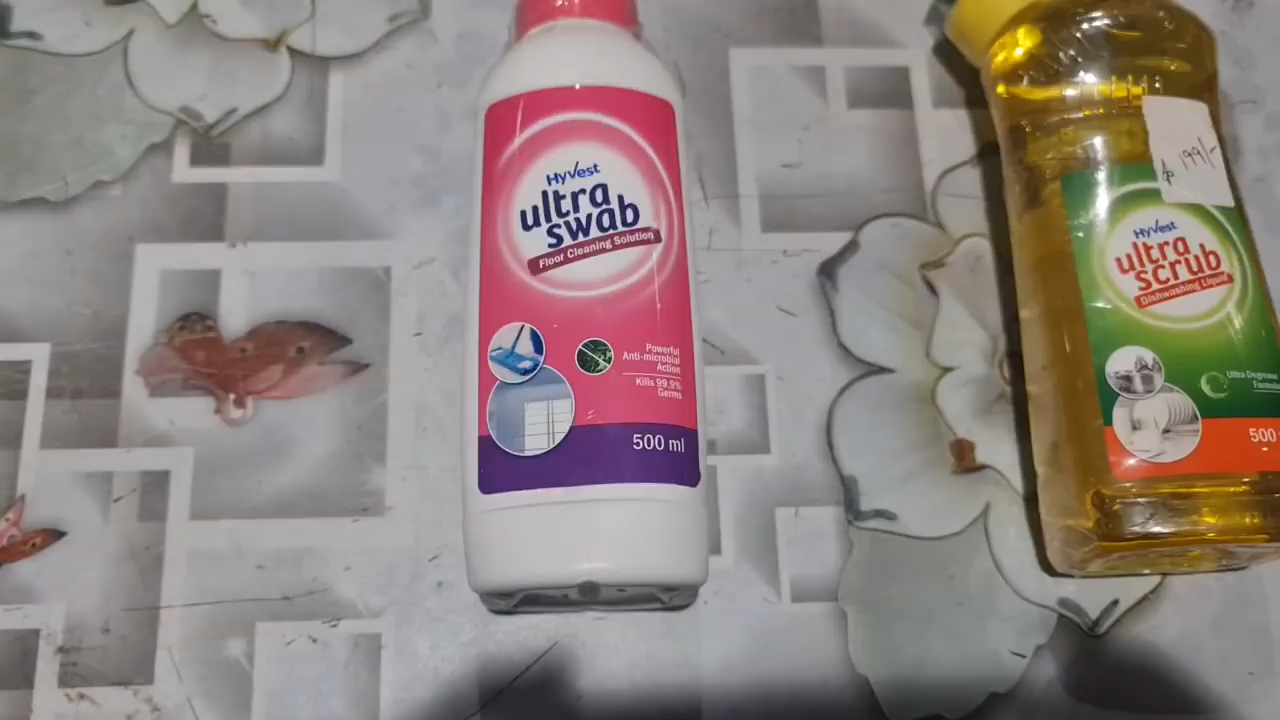 HyVest
ultra
swab
Floor Cleaning Solution
Powerful
Anti-microbial
Action
Kills 99.9%
Germs
500 ml
199/-
HyVest
ultra
scrub
Dishwashing Liquid
Ultra Degrease
Formula
500